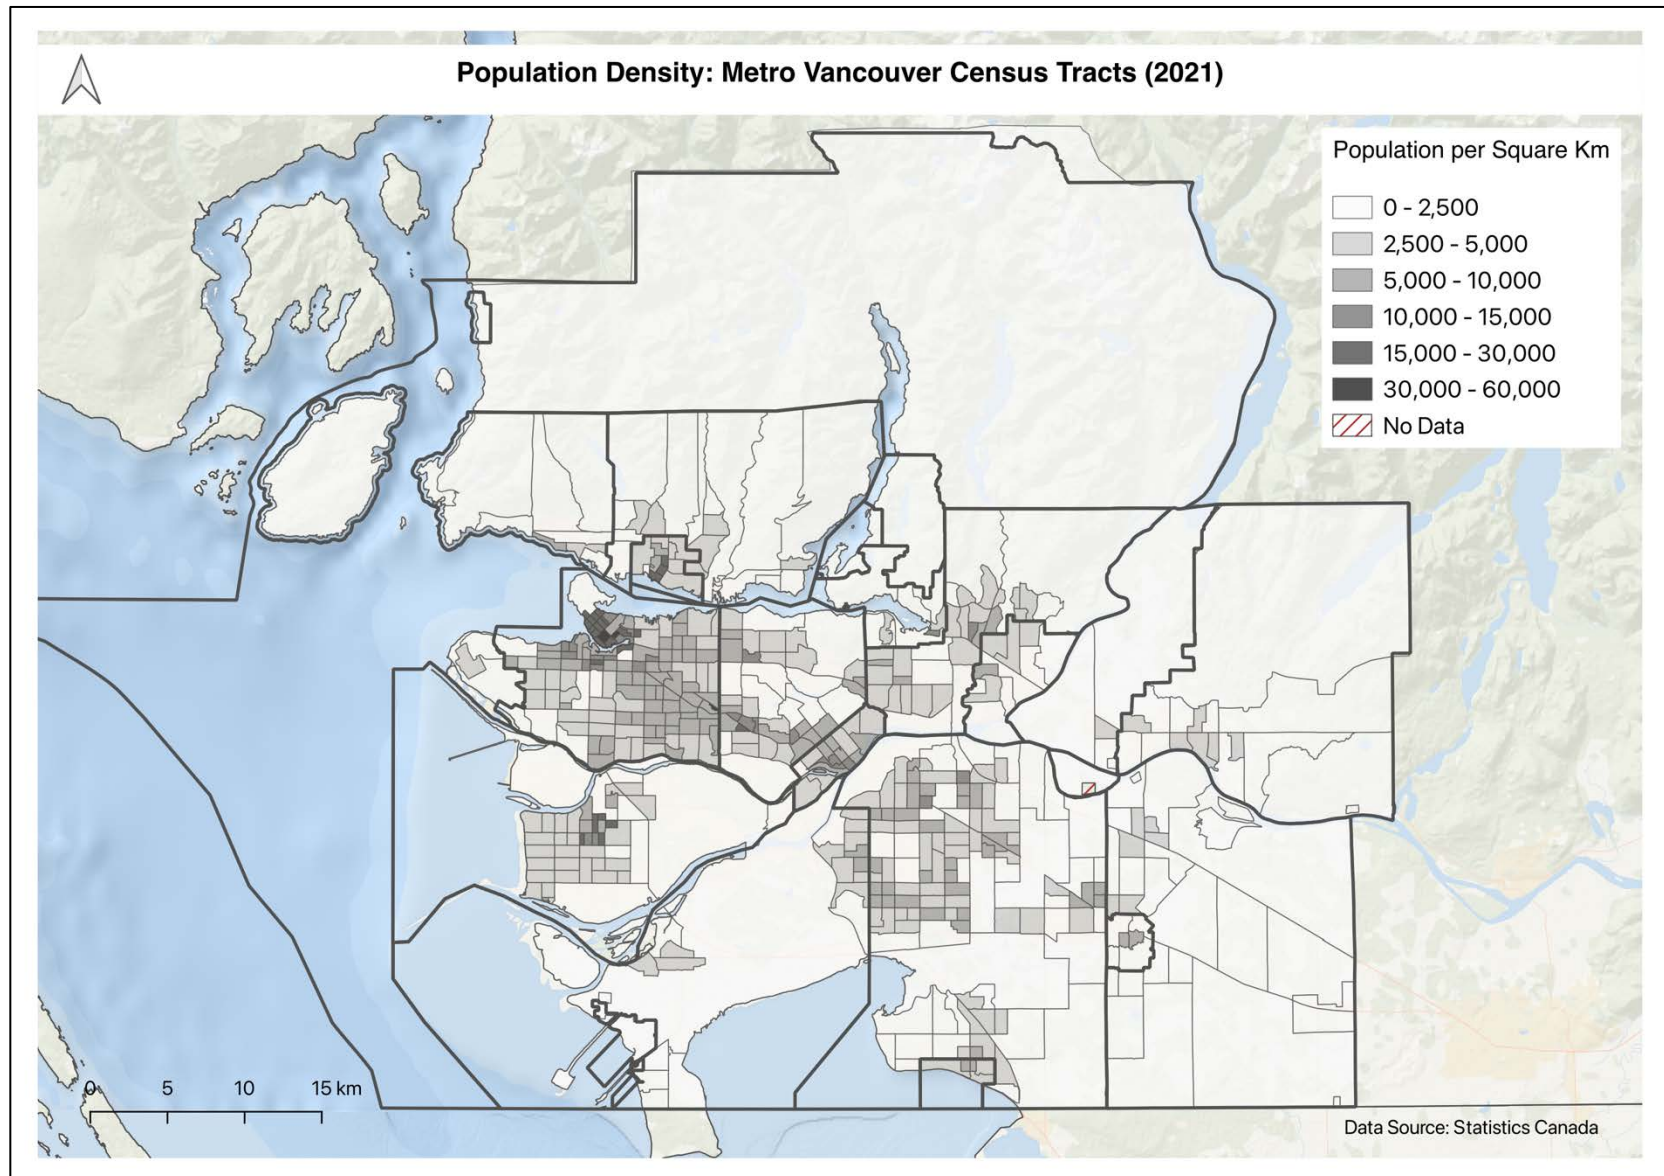 Population Density: Metro Vancouver Census Tracts (2021)
Population per Square Km
0 - 2,500
2,500 - 5,000
5,000 - 10,000
10,000 - 15,000
15,000 - 30,000
30,000 - 60,000
No Data
0 5 10 15 km
Data Source: Statistics Canada